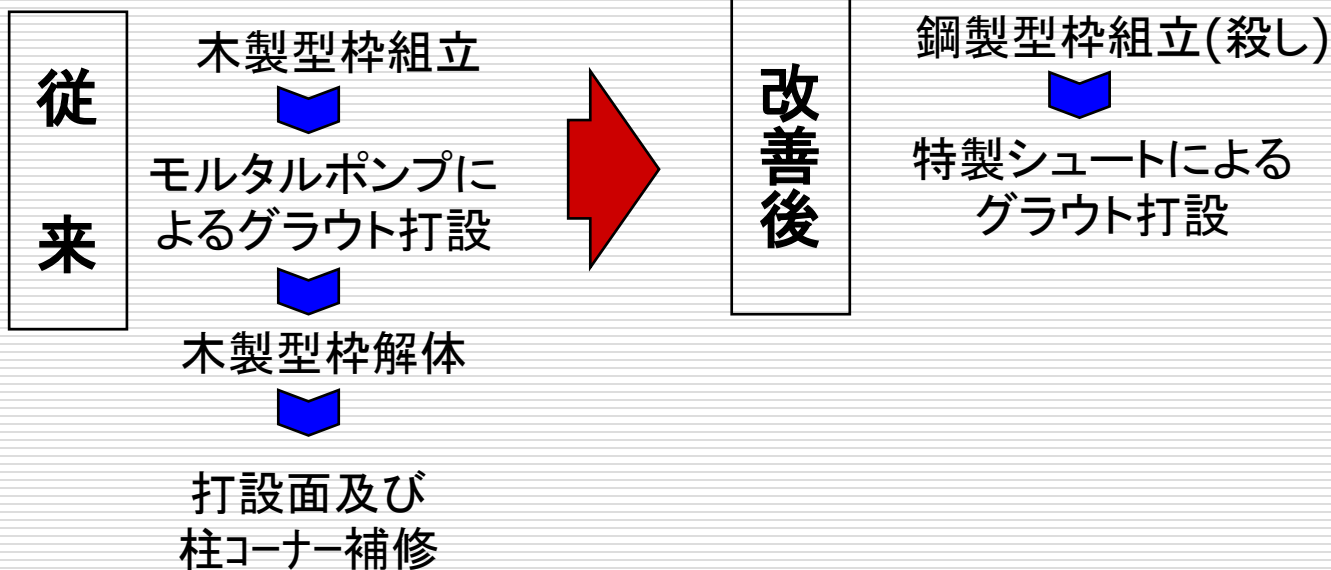 従来
木製型枠組立
モルタルポンプに
よるグラウト打設
木製型枠解体
打設面及び
柱コーナー補修
改善後
鋼製型枠組立(殺し)
特製シュートによる
グラウト打設